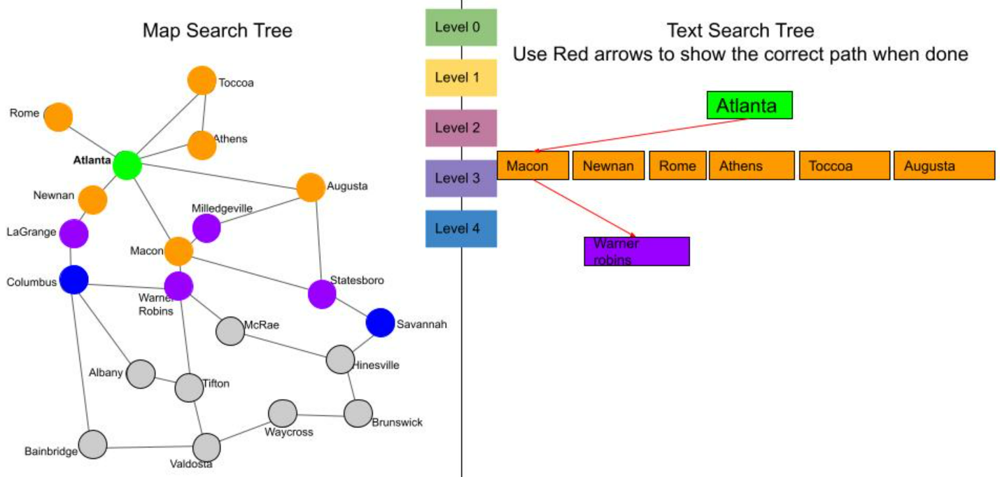 Map Search Tree
Toccoa
Rome
Athens
Atlanta
Augusta
Newnan
Milledgeville
LaGrange
Macon
Columbus
Statesboro
Warner
Robins
McRae
Savannah
Hinesville
Albany
Tifton
Brunswick
Waycross
Bainbridge
Valdosta
Level 0
Level 1
Level 2
Level 3
Level 4
Text Search Tree
Use Red arrows to show the correct path when done
Atlanta
Macon Newnan Rome Athens Toccoa Augusta
Warner
robins